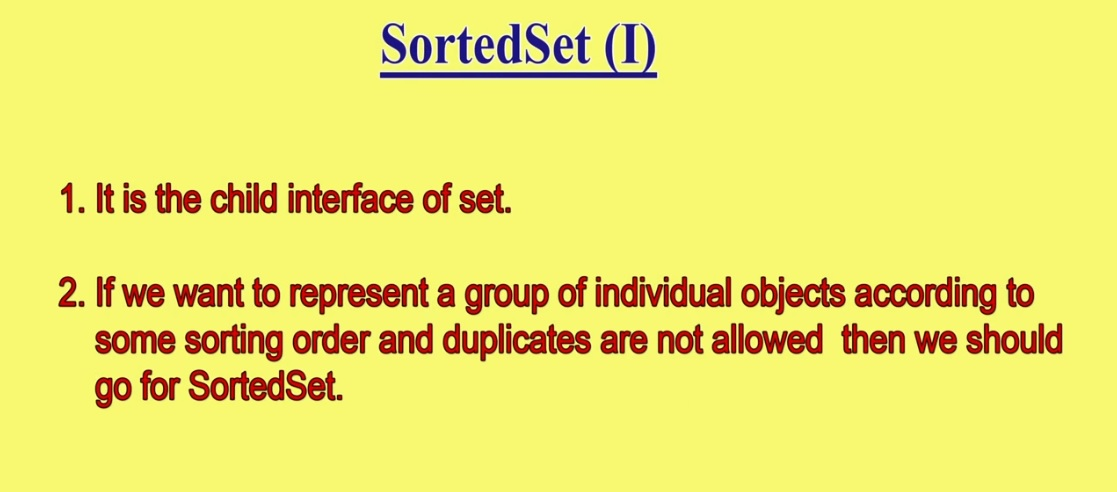 SortedSet (I)
1. It is the child interface of set.
2. If we want to represent a group of individual objects according to
some sorting order and duplicates are not allowed then we should
go for SortedSet.